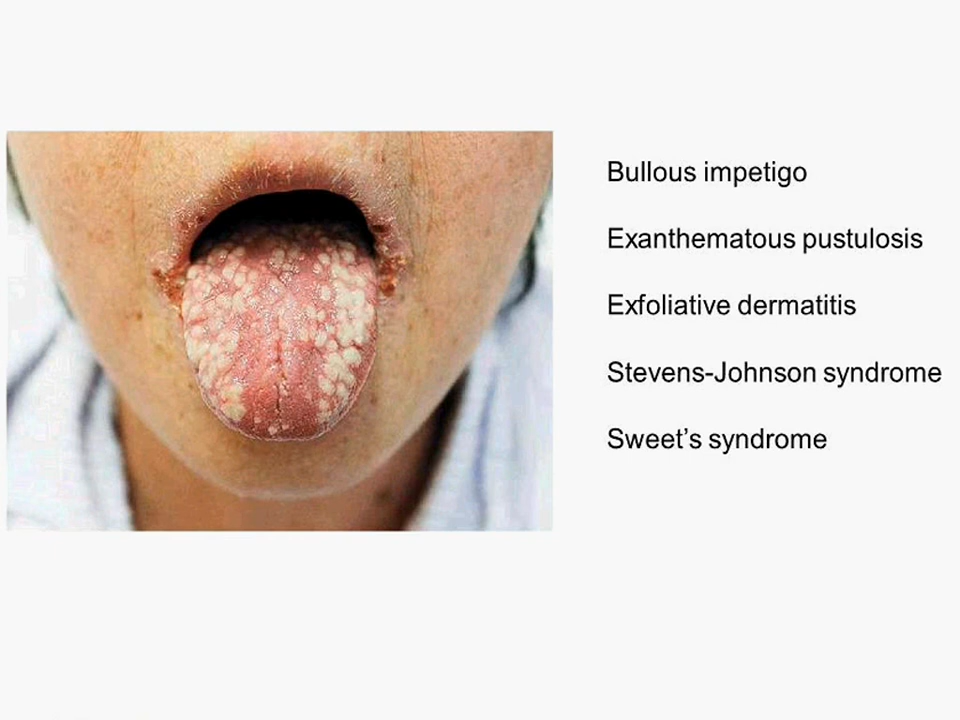 Bullous impetigo
Exanthematous pustulosis
Exfoliative dermatitis
Stevens-Johnson syndrome
Sweet’s syndrome